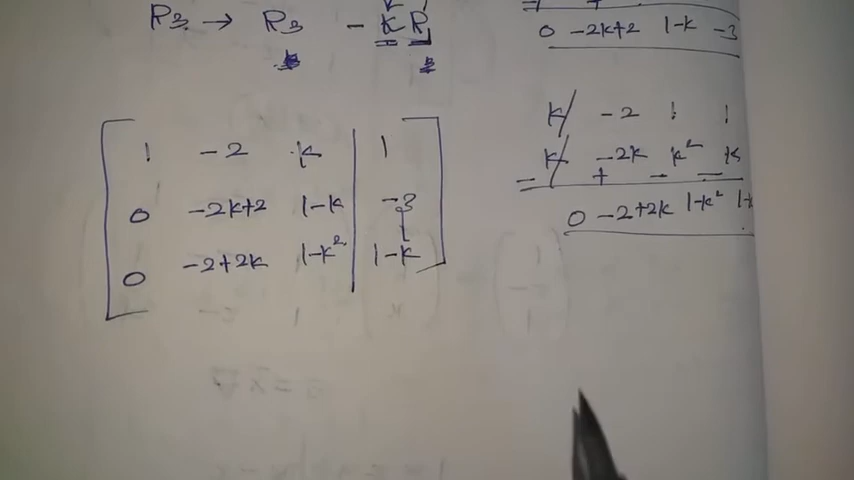 R₃ → R₃ - K R₁
0 -2k+2 1-k -3
1 -2 k | 1
0 -2k+2 1-k | -3
0 -2+2k 1-k² | 1-k
k -2 1 1
k -2k k² k
- + - -
0 -2+2k 1-k² 1-k